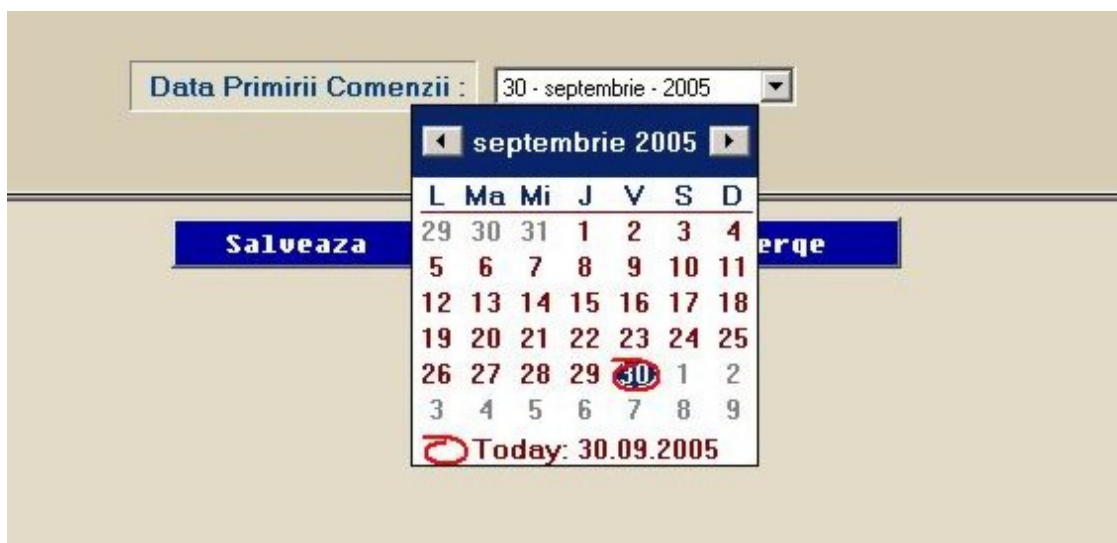 Data Primirii Comenzii : 30 - septembrie - 2005
septembrie 2005
L Ma Mi J V S D
29 30 31 1 2 3 4
5 6 7 8 9 10 11
12 13 14 15 16 17 18
19 20 21 22 23 24 25
26 27 28 29 30 1 2
3 4 5 6 7 8 9
Today: 30.09.2005
Salveaza